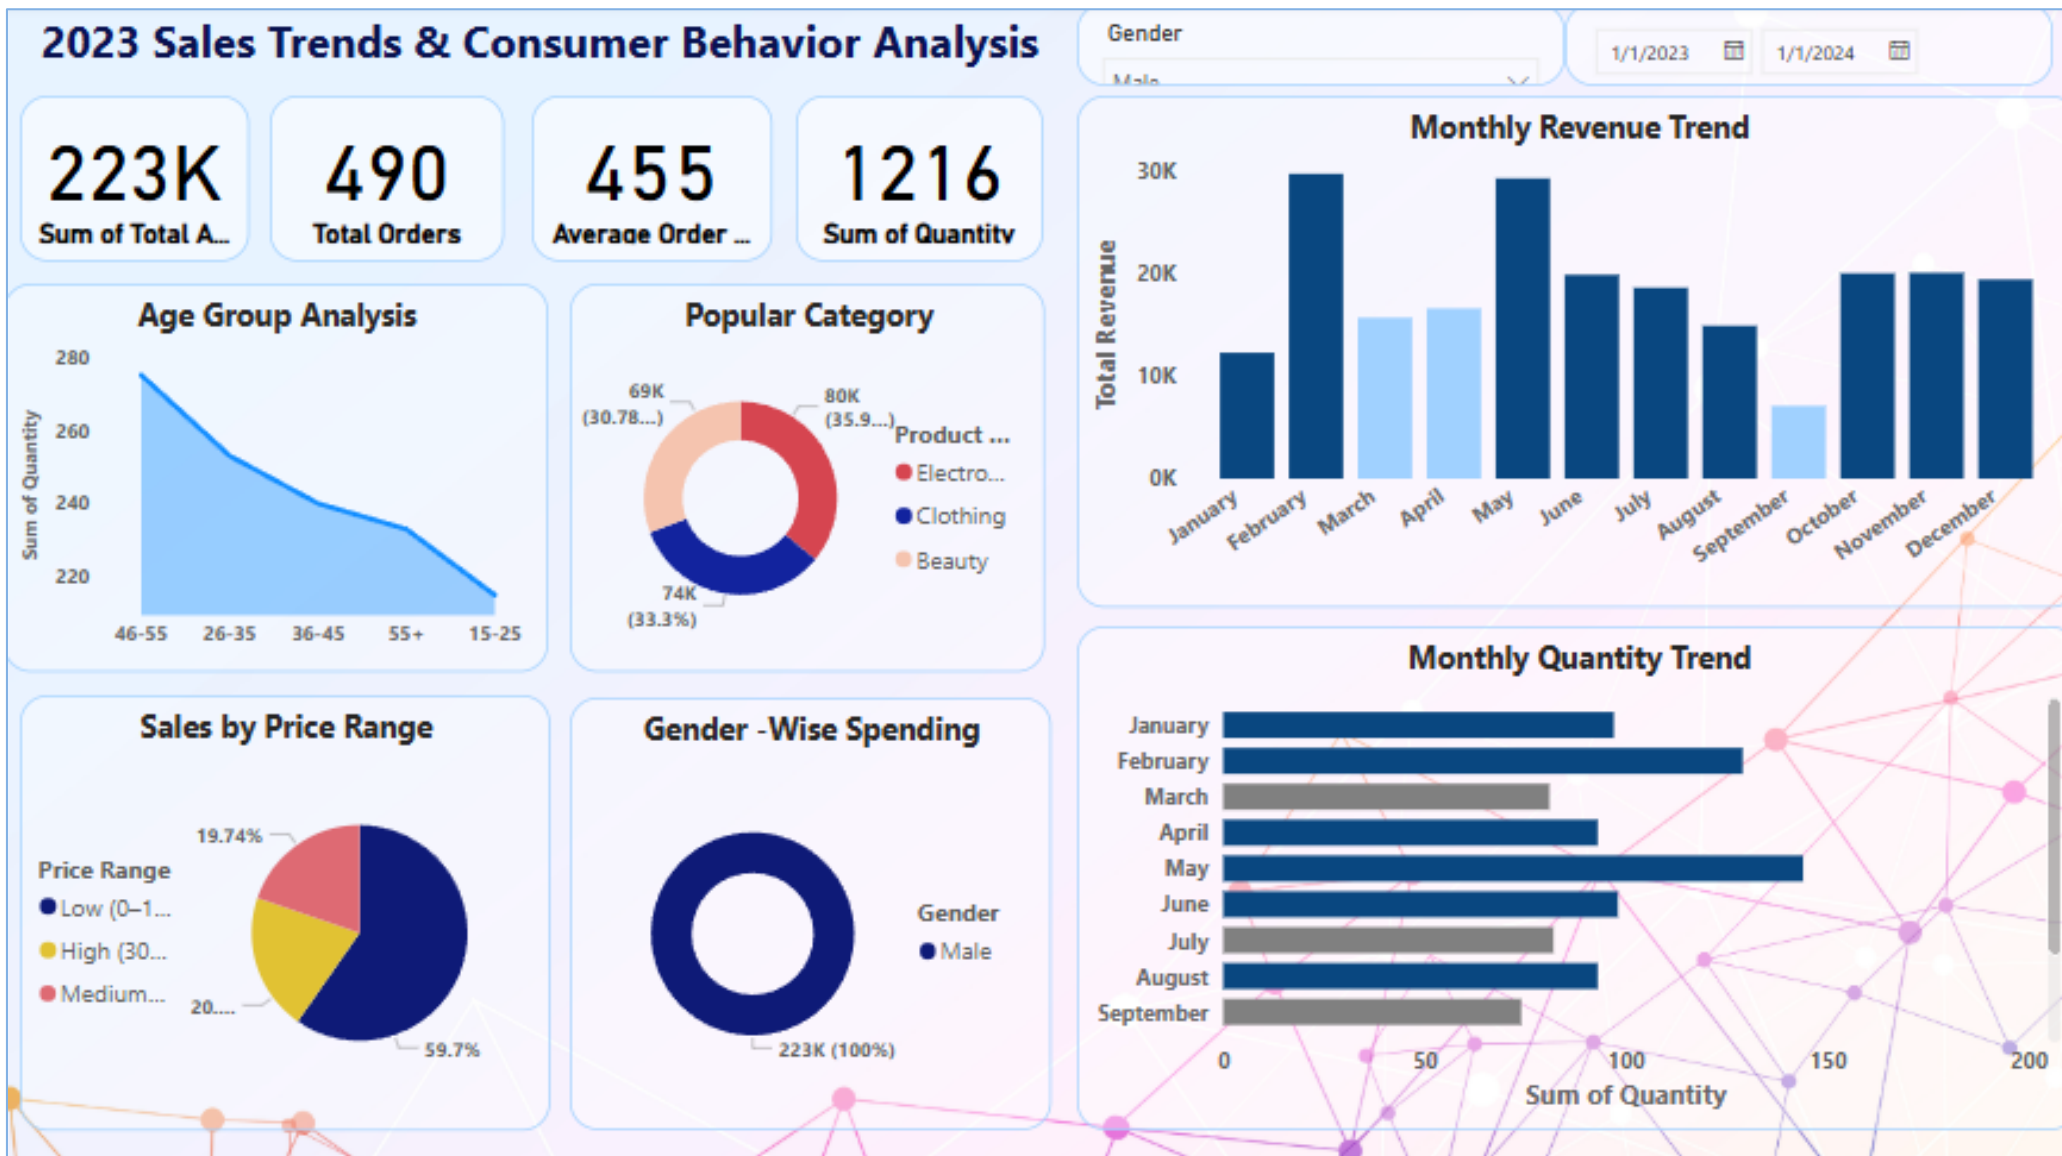 2023 Sales Trends & Consumer Behavior Analysis
Gender
Male
1/1/2023
1/1/2024
223K
Sum of Total A...
490
Total Orders
455
Average Order ...
1216
Sum of Quantity
Age Group Analysis
280
260
240
220
Sum of Quantity
46-55
26-35
36-45
55+
15-25
Popular Category
69K
(30.78...)
80K
(35.9...)
74K
(33.3%)
Product ...
Electro...
Clothing
Beauty
Monthly Revenue Trend
30K
20K
10K
0K
Total Revenue
January
February
March
April
May
June
July
August
September
October
November
December
Sales by Price Range
Price Range
Low (0–1...
High (30...
Medium...
19.74%
20....
59.7%
Gender -Wise Spending
Gender
Male
223K (100%)
Monthly Quantity Trend
January
February
March
April
May
June
July
August
September
0
50
100
150
200
Sum of Quantity